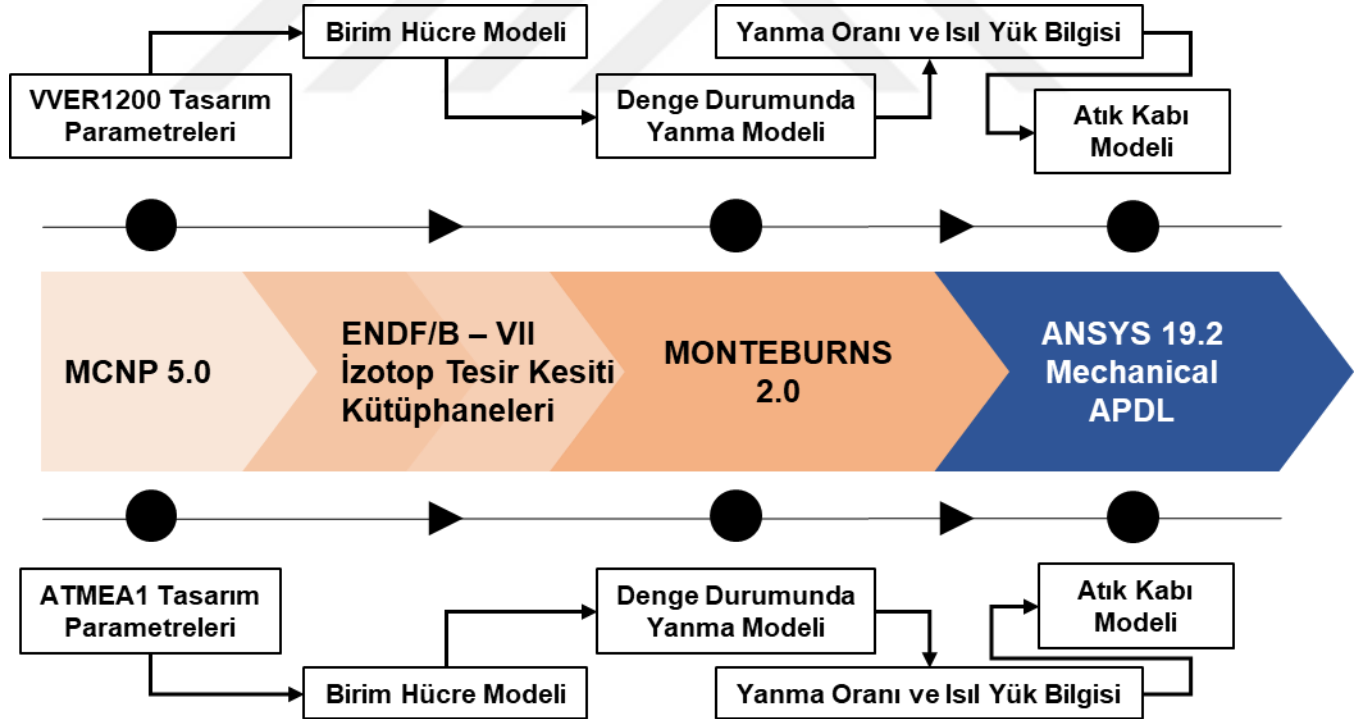 Birim Hücre Modeli
Yanma Oranı ve Isıl Yük Bilgisi
VVER1200 Tasarım
Parametreleri
Denge Durumunda
Yanma Modeli
Atık Kabı
Modeli
MCNP 5.0
ENDF/B – VII
İzotop Tesir Kesiti
Kütüphaneleri
MONTEBURNS
2.0
ANSYS 19.2
Mechanical
APDL
ATMEA1 Tasarım
Parametreleri
Denge Durumunda
Yanma Modeli
Atık Kabı
Modeli
Birim Hücre Modeli
Yanma Oranı ve Isıl Yük Bilgisi